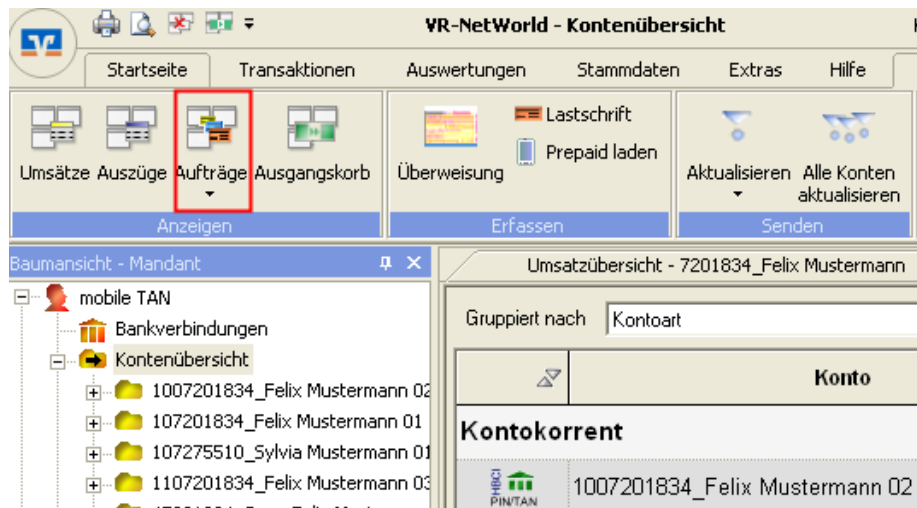 VR-NetWorld - Kontenübersicht
Startseite Transaktionen Auswertungen Stammdaten Extras Hilfe
Lastschrift
Prepaid laden
Umsätze Auszüge Aufträge Ausgangskorb Überweisung Aktualisieren Alle Konten aktualisieren
Anzeigen Erfassen Senden
Baumansicht - Mandant
mobile TAN
Bankverbindungen
Kontenübersicht
1007201834_Felix Mustermann 02
107201834_Felix Mustermann 01
107275510_Sylvia Mustermann 01
1107201834_Felix Mustermann 03
Umsatzübersicht - 7201834_Felix Mustermann
Gruppiert nach Kontoart
Konto
Kontokorrent
HBCI PIN/TAN 1007201834_Felix Mustermann 02